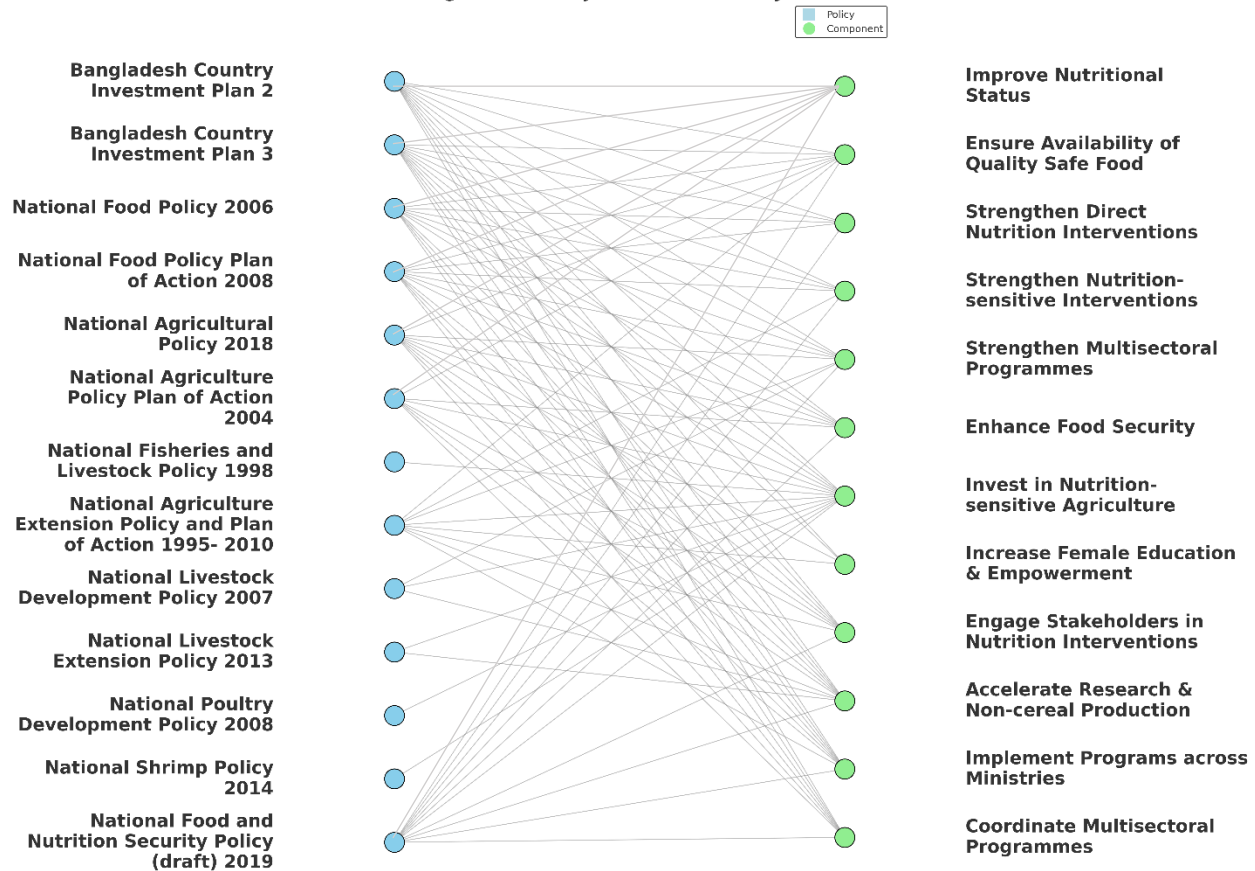 Policy
Component
Bangladesh Country
Investment Plan 2
Bangladesh Country
Investment Plan 3
National Food Policy 2006
National Food Policy Plan
of Action 2008
National Agricultural
Policy 2018
National Agriculture
Policy Plan of Action
2004
National Fisheries and
Livestock Policy 1998
National Agriculture
Extension Policy and Plan
of Action 1995- 2010
National Livestock
Development Policy 2007
National Livestock
Extension Policy 2013
National Poultry
Development Policy 2008
National Shrimp Policy
2014
National Food and
Nutrition Security Policy
(draft) 2019
Improve Nutritional
Status
Ensure Availability of
Quality Safe Food
Strengthen Direct
Nutrition Interventions
Strengthen Nutrition-
sensitive Interventions
Strengthen Multisectoral
Programmes
Enhance Food Security
Invest in Nutrition-
sensitive Agriculture
Increase Female Education
& Empowerment
Engage Stakeholders in
Nutrition Interventions
Accelerate Research &
Non-cereal Production
Implement Programs across
Ministries
Coordinate Multisectoral
Programmes